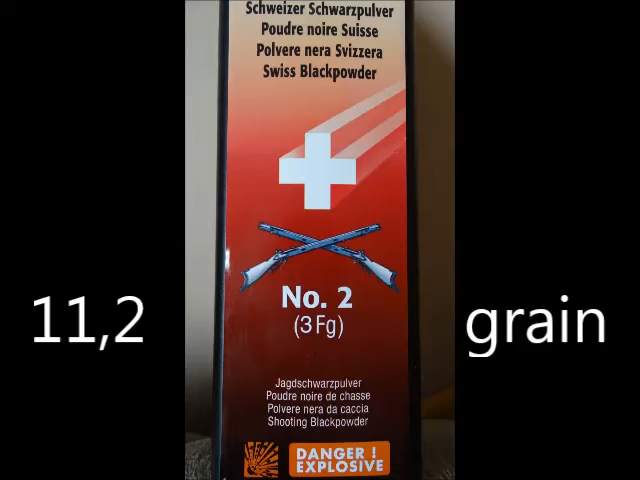 Schweizer Schwarzpulver
Poudre noire Suisse
Polvere nera Svizzera
Swiss Blackpowder
No. 2
(3 Fg)
11,2
grain
Jagdschwarzpulver
Poudre noire de chasse
Polvere nera da caccia
Shooting Blackpowder
DANGER !
EXPLOSIVE